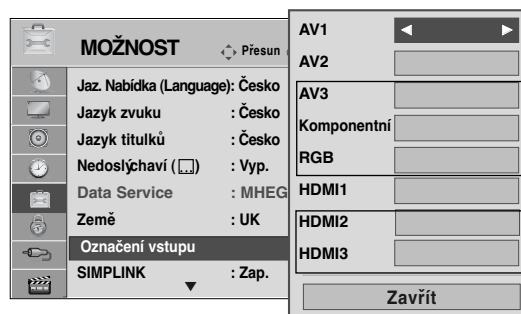 MOŽNOST Přesun
Jaz. Nabídka (Language): Česko
Jazyk zvuku : Česko
Jazyk titulků : Česko
Nedoslýchaví ( ) : Vyp.
Data Service : MHEG
Země : UK
Označení vstupu
SIMPLINK : Zap.
AV1
AV2
AV3
Komponentní
RGB
HDMI1
HDMI2
HDMI3
Zavřít